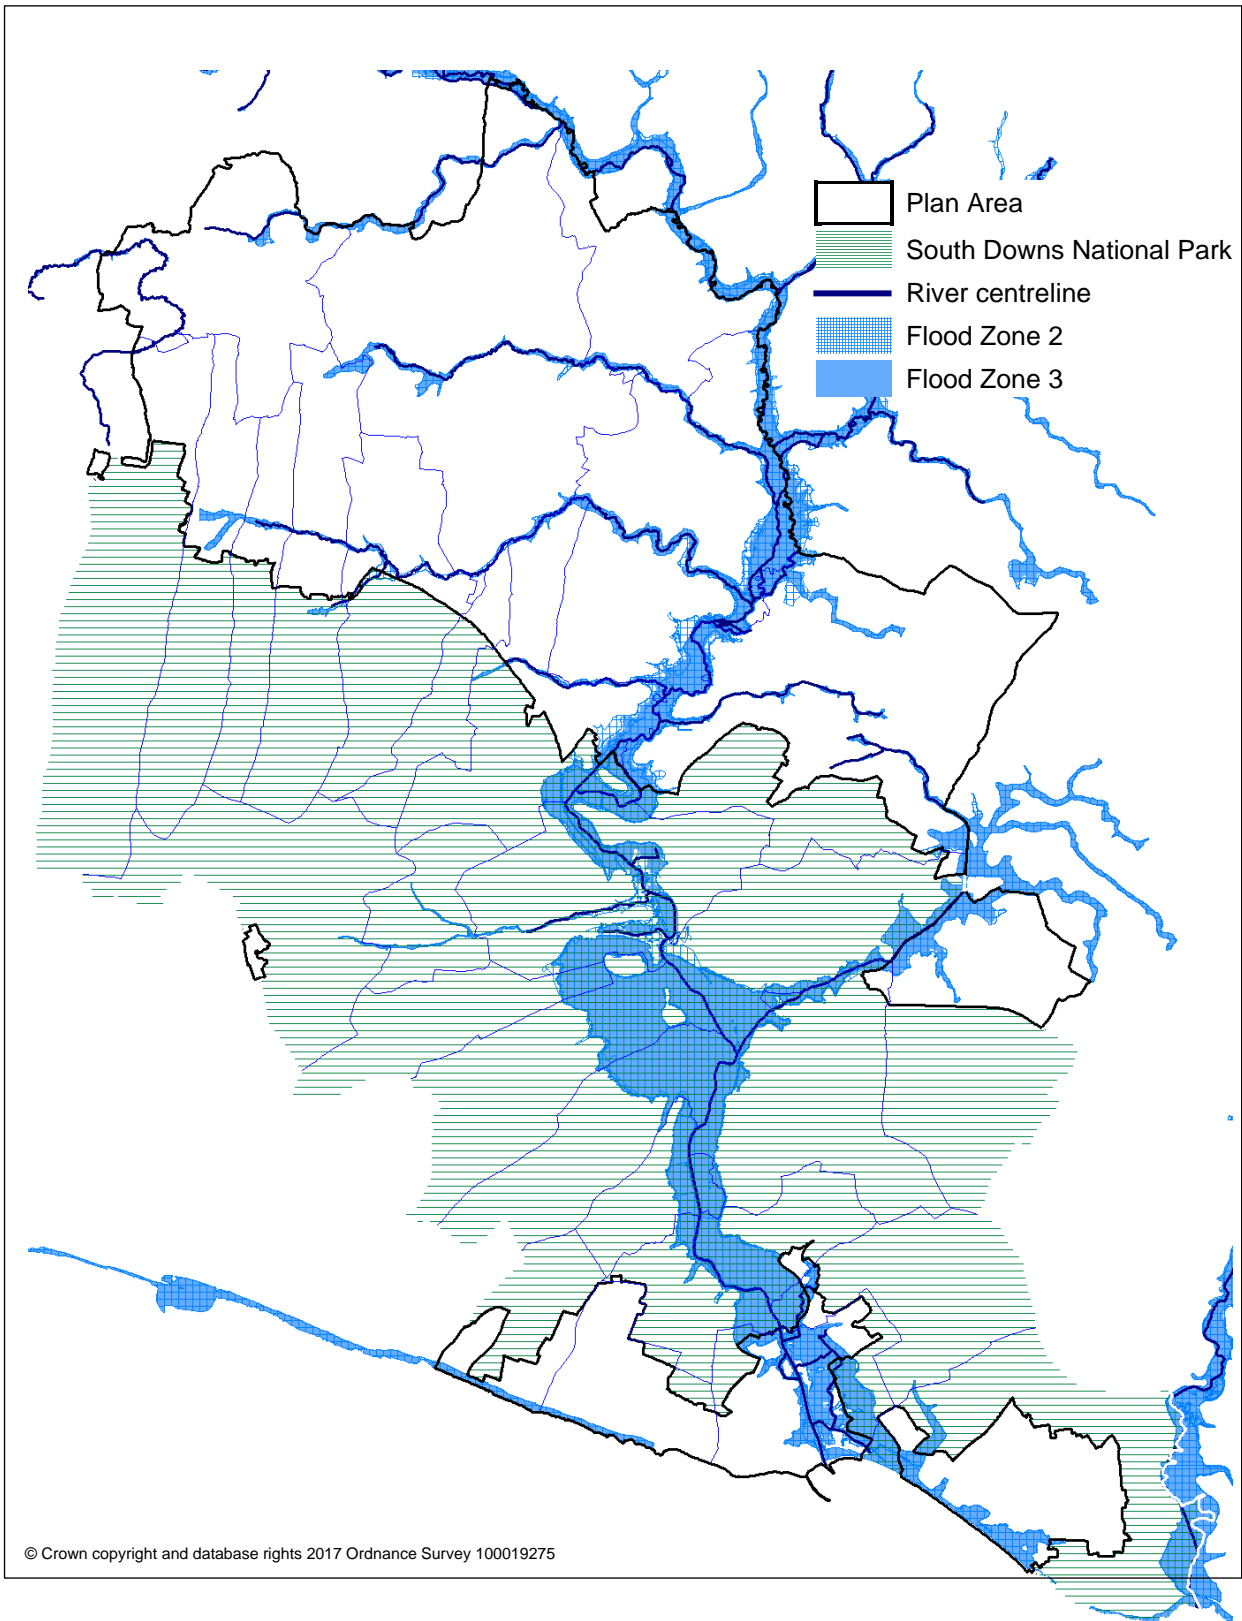 Plan Area
South Downs National Park
River centreline
Flood Zone 2
Flood Zone 3
© Crown copyright and database rights 2017 Ordnance Survey 100019275